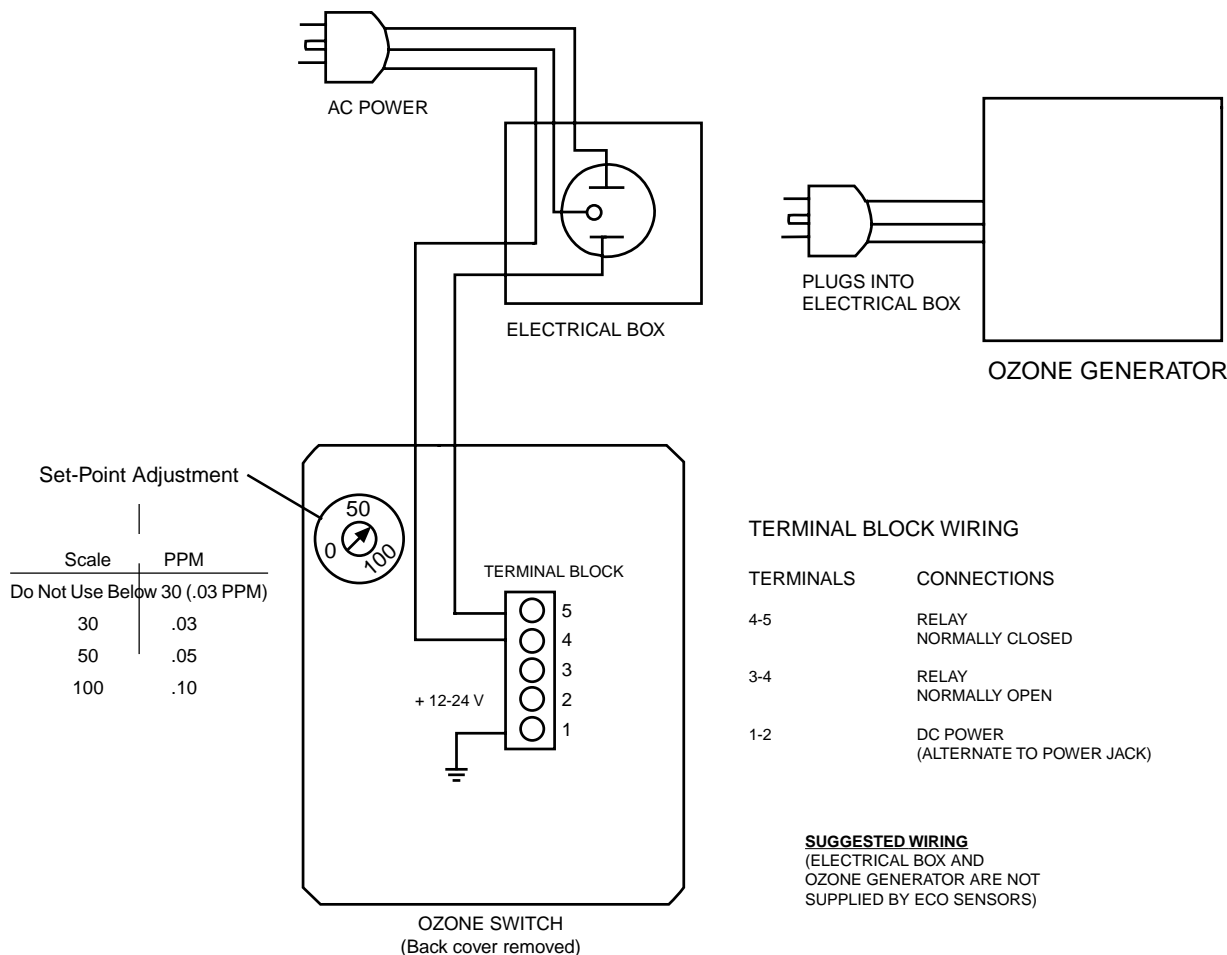 AC POWER
PLUGS INTO
ELECTRICAL BOX
ELECTRICAL BOX
OZONE GENERATOR
Set-Point Adjustment
50
0
100
Scale PPM
Do Not Use Below 30 (.03 PPM)
30 .03
50 .05
100 .10
TERMINAL BLOCK
5
4
3
+ 12-24 V 2
1
TERMINAL BLOCK WIRING
TERMINALS CONNECTIONS
4-5 RELAY
NORMALLY CLOSED
3-4 RELAY
NORMALLY OPEN
1-2 DC POWER
(ALTERNATE TO POWER JACK)
SUGGESTED WIRING
(ELECTRICAL BOX AND
OZONE GENERATOR ARE NOT
SUPPLIED BY ECO SENSORS)
OZONE SWITCH
(Back cover removed)